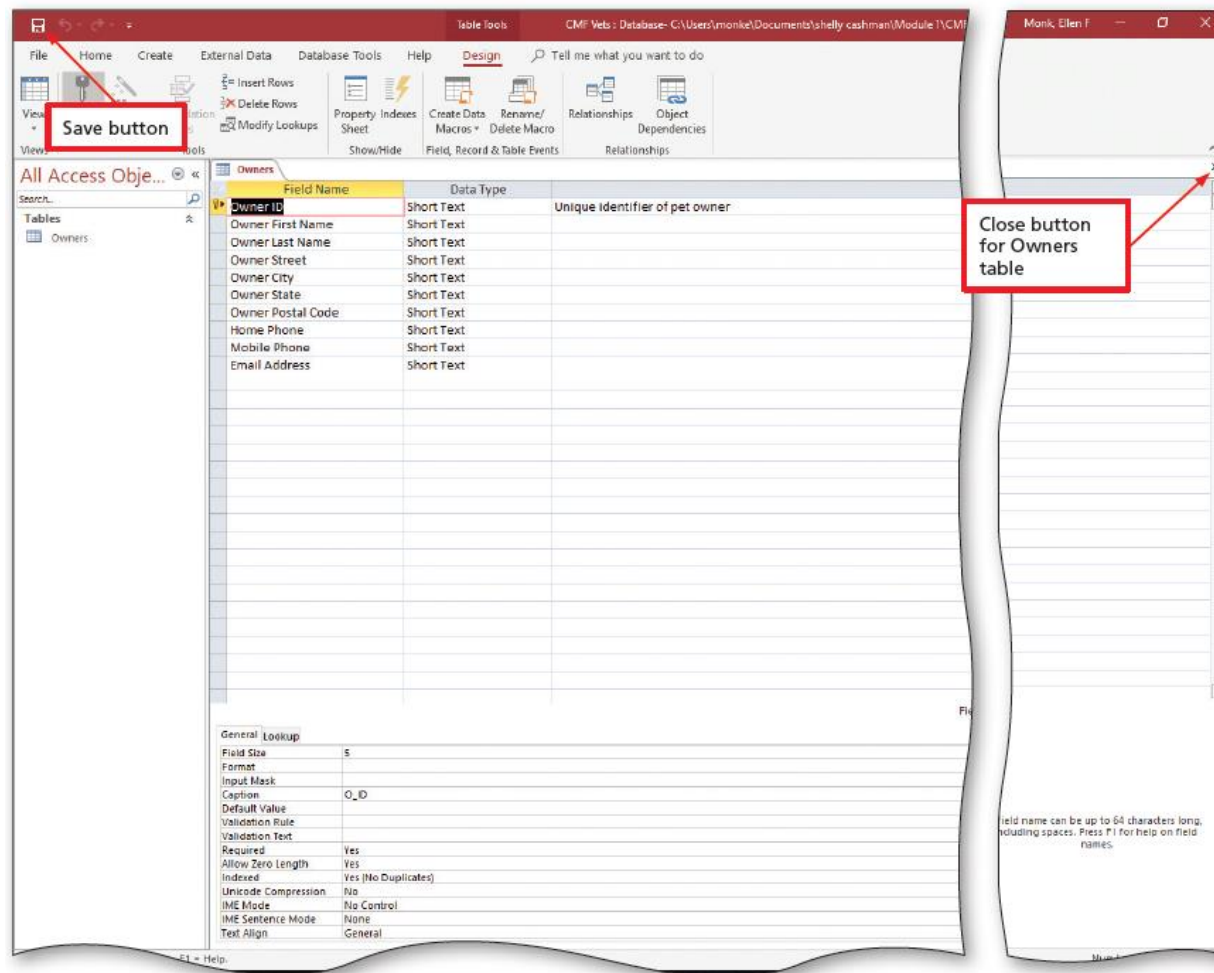 Table Tools
CMF Vets : Database- C:\Users\monke\Documents\shelly cashman\Module 1\CMF
Monk, Ellen F
File Home Create External Data Database Tools Help Design Tell me what you want to do
Save button
View
Insert Rows
Delete Rows
Modify Lookups
Property Sheet
Indexes
Create Data Macros
Rename/ Delete Macro
Relationships
Object Dependencies
Views
Tools
Show/Hide
Field, Record & Table Events
Relationships
All Access Obje...
Search...
Tables
Owners
Owners
Field Name Data Type
Owner ID Short Text Unique identifier of pet owner
Owner First Name Short Text
Owner Last Name Short Text
Owner Street Short Text
Owner City Short Text
Owner State Short Text
Owner Postal Code Short Text
Home Phone Short Text
Mobile Phone Short Text
Email Address Short Text
Close button
for Owners
table
General Lookup
Field Size 5
Format
Input Mask
Caption O_ID
Default Value
Validation Rule
Validation Text
Required Yes
Allow Zero Length Yes
Indexed Yes (No Duplicates)
Unicode Compression No
IME Mode No Control
IME Sentence Mode None
Text Align General
ield name can be up to 64 characters long,
ncluding spaces. Press F1 for help on field
names.
F1 = Help.